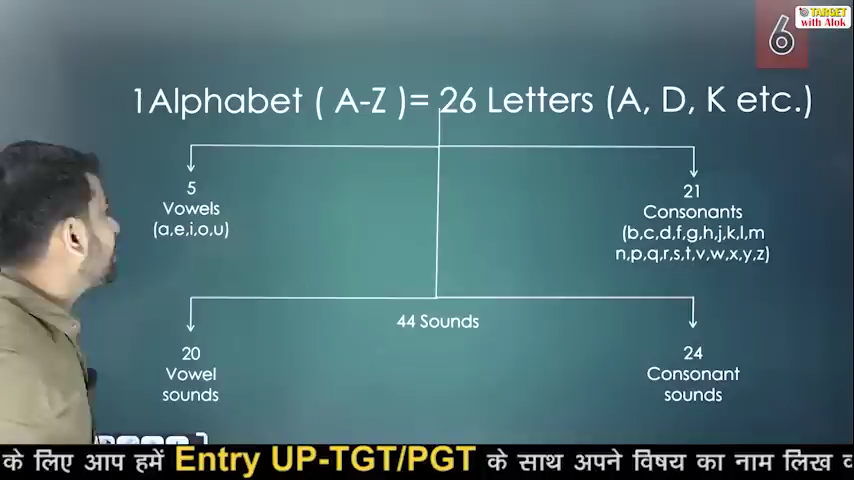 6
TARGET
with Alok
1Alphabet ( A-Z )= 26 Letters (A, D, K etc.)
5
Vowels
(a,e,i,o,u)
21
Consonants
(b,c,d,f,g,h,j,k,l,m
n,p,q,r,s,t,v,w,x,y,z)
44 Sounds
20
Vowel
sounds
24
Consonant
sounds
के लिए आप हमें Entry UP-TGT/PGT के साथ अपने विषय का नाम लिख